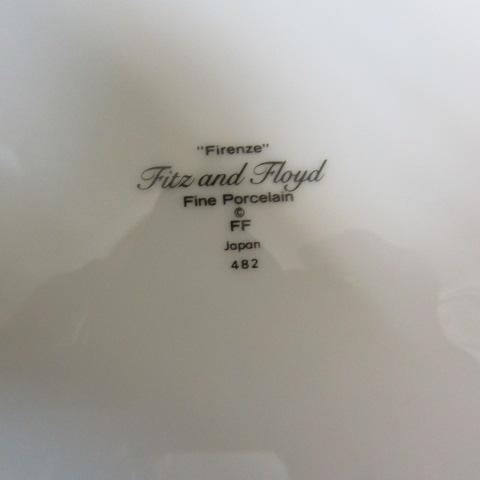 "Firenze"
Fitz and Floyd
Fine Porcelain
©
FF
Japan
482